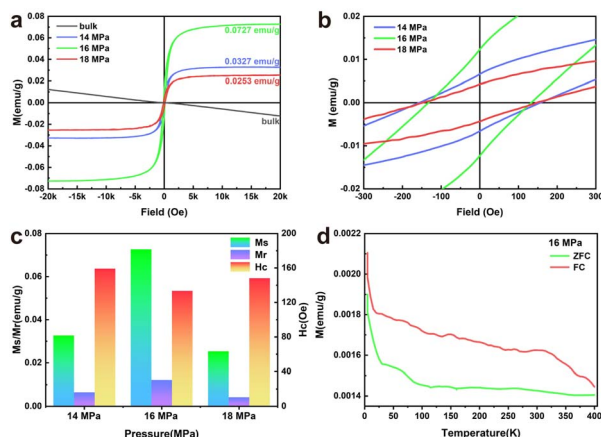 a
0.08
0.06
0.04
0.02
0.00
-0.02
-0.04
-0.06
-0.08
M(emu/g)
bulk
14 MPa
16 MPa
18 MPa
0.0727 emu/g
0.0327 emu/g
0.0253 emu/g
bulk
-20k -15k -10k -5k 0 5k 10k 15k 20k
Field (Oe)
b
0.02
0.01
0.00
-0.01
-0.02
M (emu/g)
14 MPa
16 MPa
18 MPa
-300 -200 -100 0 100 200 300
Field (Oe)
c
0.08
0.06
0.04
0.02
0.00
Ms/Mr(emu/g)
Ms
Mr
Hc
200
160
120
80
40
0
Hc(Oe)
14 MPa 16 MPa 18 MPa
Pressure(MPa)
d
0.0022
0.0020
0.0018
0.0016
0.0014
M(emu/g)
16 MPa
ZFC
FC
0 50 100 150 200 250 300 350 400
Temperature(K)